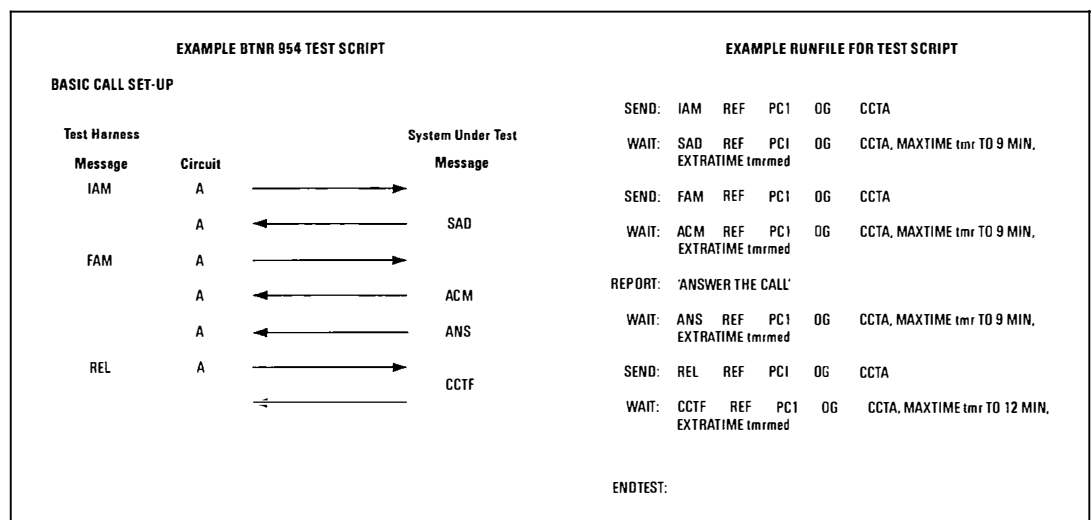 EXAMPLE BTNR 954 TEST SCRIPT
BASIC CALL SET-UP
Test Harness System Under Test
Message Circuit Message
IAM A
A SAD
FAM A
A ACM
A ANS
REL A
CCTF
EXAMPLE RUNFILE FOR TEST SCRIPT
SEND: IAM REF PC1 OG CCTA
WAIT: SAD REF PCI OG CCTA, MAXTIME tmr TO 9 MIN,
EXTRATIME tmrmed
SEND: FAM REF PC1 OG CCTA
WAIT: ACM REF PC1 OG CCTA, MAXTIME tmr TO 9 MIN,
EXTRATIME tmrmed
REPORT: 'ANSWER THE CALL'
WAIT: ANS REF PC1 OG CCTA, MAXTIME tmr TO 9 MIN,
EXTRATIME tmrmed
SEND: REL REF PCI OG CCTA
WAIT: CCTF REF PC1 OG CCTA, MAXTIME tmr TO 12 MIN,
EXTRATIME tmrmed
ENDTEST: